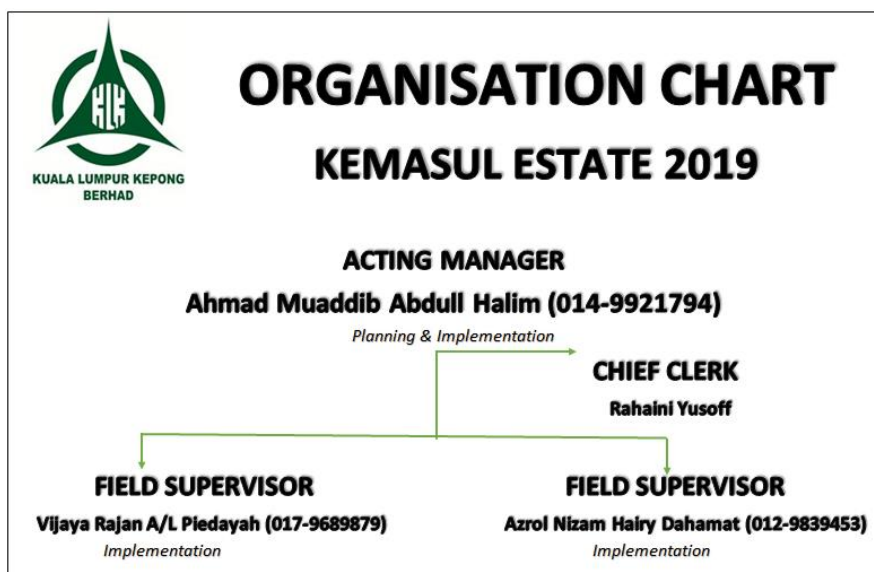 KLK
KUALA LUMPUR KEPONG
BERHAD
ORGANISATION CHART
KEMASUL ESTATE 2019
ACTING MANAGER
Ahmad Muaddib Abdull Halim (014-9921794)
Planning & Implementation
CHIEF CLERK
Rahaini Yusoff
FIELD SUPERVISOR
Vijaya Rajan A/L Piedayah (017-9689879)
Implementation
FIELD SUPERVISOR
Azrol Nizam Hairy Dahamat (012-9839453)
Implementation